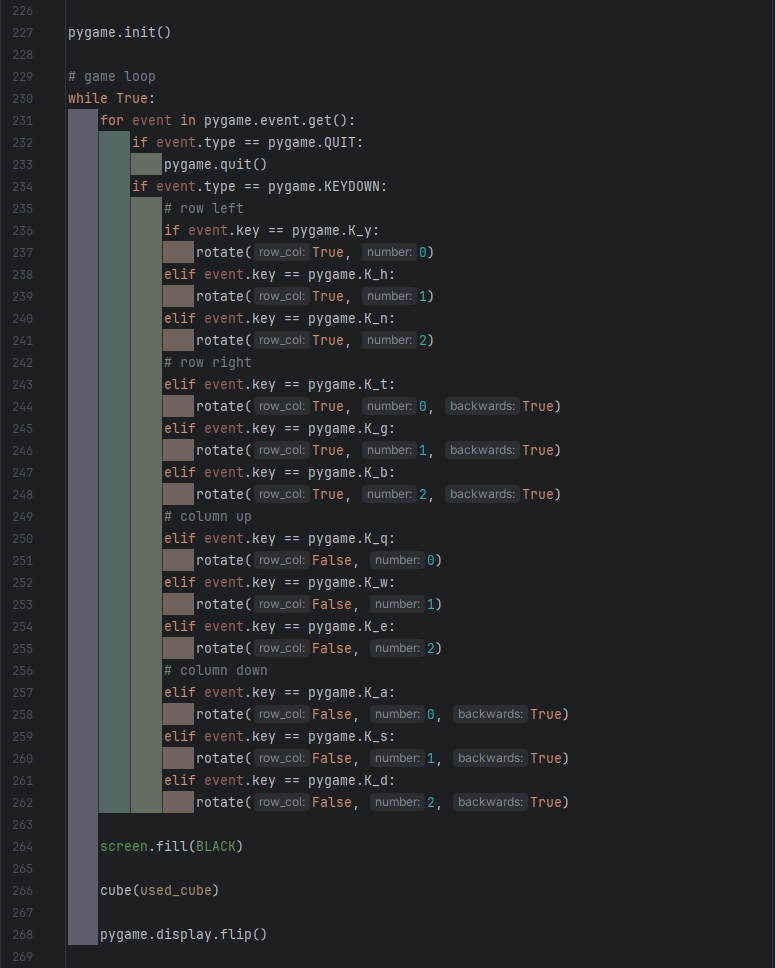 226
227 pygame.init()
228
229 # game loop
230 while True:
231     for event in pygame.event.get():
232         if event.type == pygame.QUIT:
233             pygame.quit()
234         if event.type == pygame.KEYDOWN:
235             # row left
236             if event.key == pygame.K_y:
237                 rotate( row_col: True, number: 0)
238             elif event.key == pygame.K_h:
239                 rotate( row_col: True, number: 1)
240             elif event.key == pygame.K_n:
241                 rotate( row_col: True, number: 2)
242             # row right
243             elif event.key == pygame.K_t:
244                 rotate( row_col: True, number: 0, backwards: True)
245             elif event.key == pygame.K_g:
246                 rotate( row_col: True, number: 1, backwards: True)
247             elif event.key == pygame.K_b:
248                 rotate( row_col: True, number: 2, backwards: True)
249             # column up
250             elif event.key == pygame.K_q:
251                 rotate( row_col: False, number: 0)
252             elif event.key == pygame.K_w:
253                 rotate( row_col: False, number: 1)
254             elif event.key == pygame.K_e:
255                 rotate( row_col: False, number: 2)
256             # column down
257             elif event.key == pygame.K_a:
258                 rotate( row_col: False, number: 0, backwards: True)
259             elif event.key == pygame.K_s:
260                 rotate( row_col: False, number: 1, backwards: True)
261             elif event.key == pygame.K_d:
262                 rotate( row_col: False, number: 2, backwards: True)
263
264     screen.fill(BLACK)
265
266     cube(used_cube)
267
268     pygame.display.flip()
269